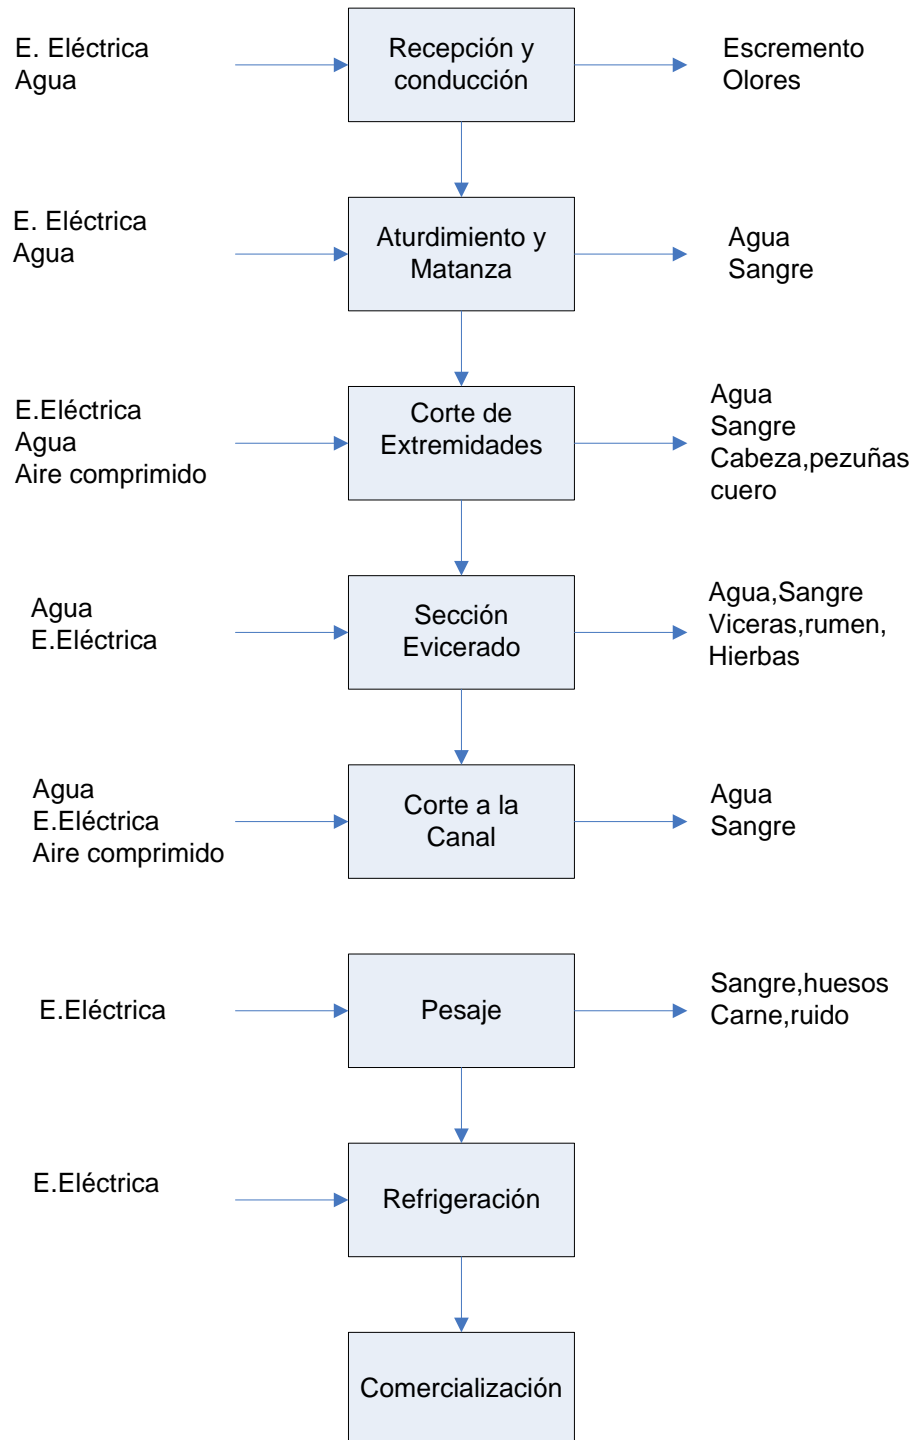 E. Eléctrica
Agua
Recepción y
conducción
Escremento
Olores
E. Eléctrica
Agua
Aturdimiento y
Matanza
Agua
Sangre
E.Eléctrica
Agua
Aire comprimido
Corte de
Extremidades
Agua
Sangre
Cabeza,pezuñas
cuero
Agua
E.Eléctrica
Sección
Evicerado
Agua,Sangre
Viceras,rumen,
Hierbas
Agua
E.Eléctrica
Aire comprimido
Corte a la
Canal
Agua
Sangre
E.Eléctrica
Pesaje
Sangre,huesos
Carne,ruido
E.Eléctrica
Refrigeración
Comercialización